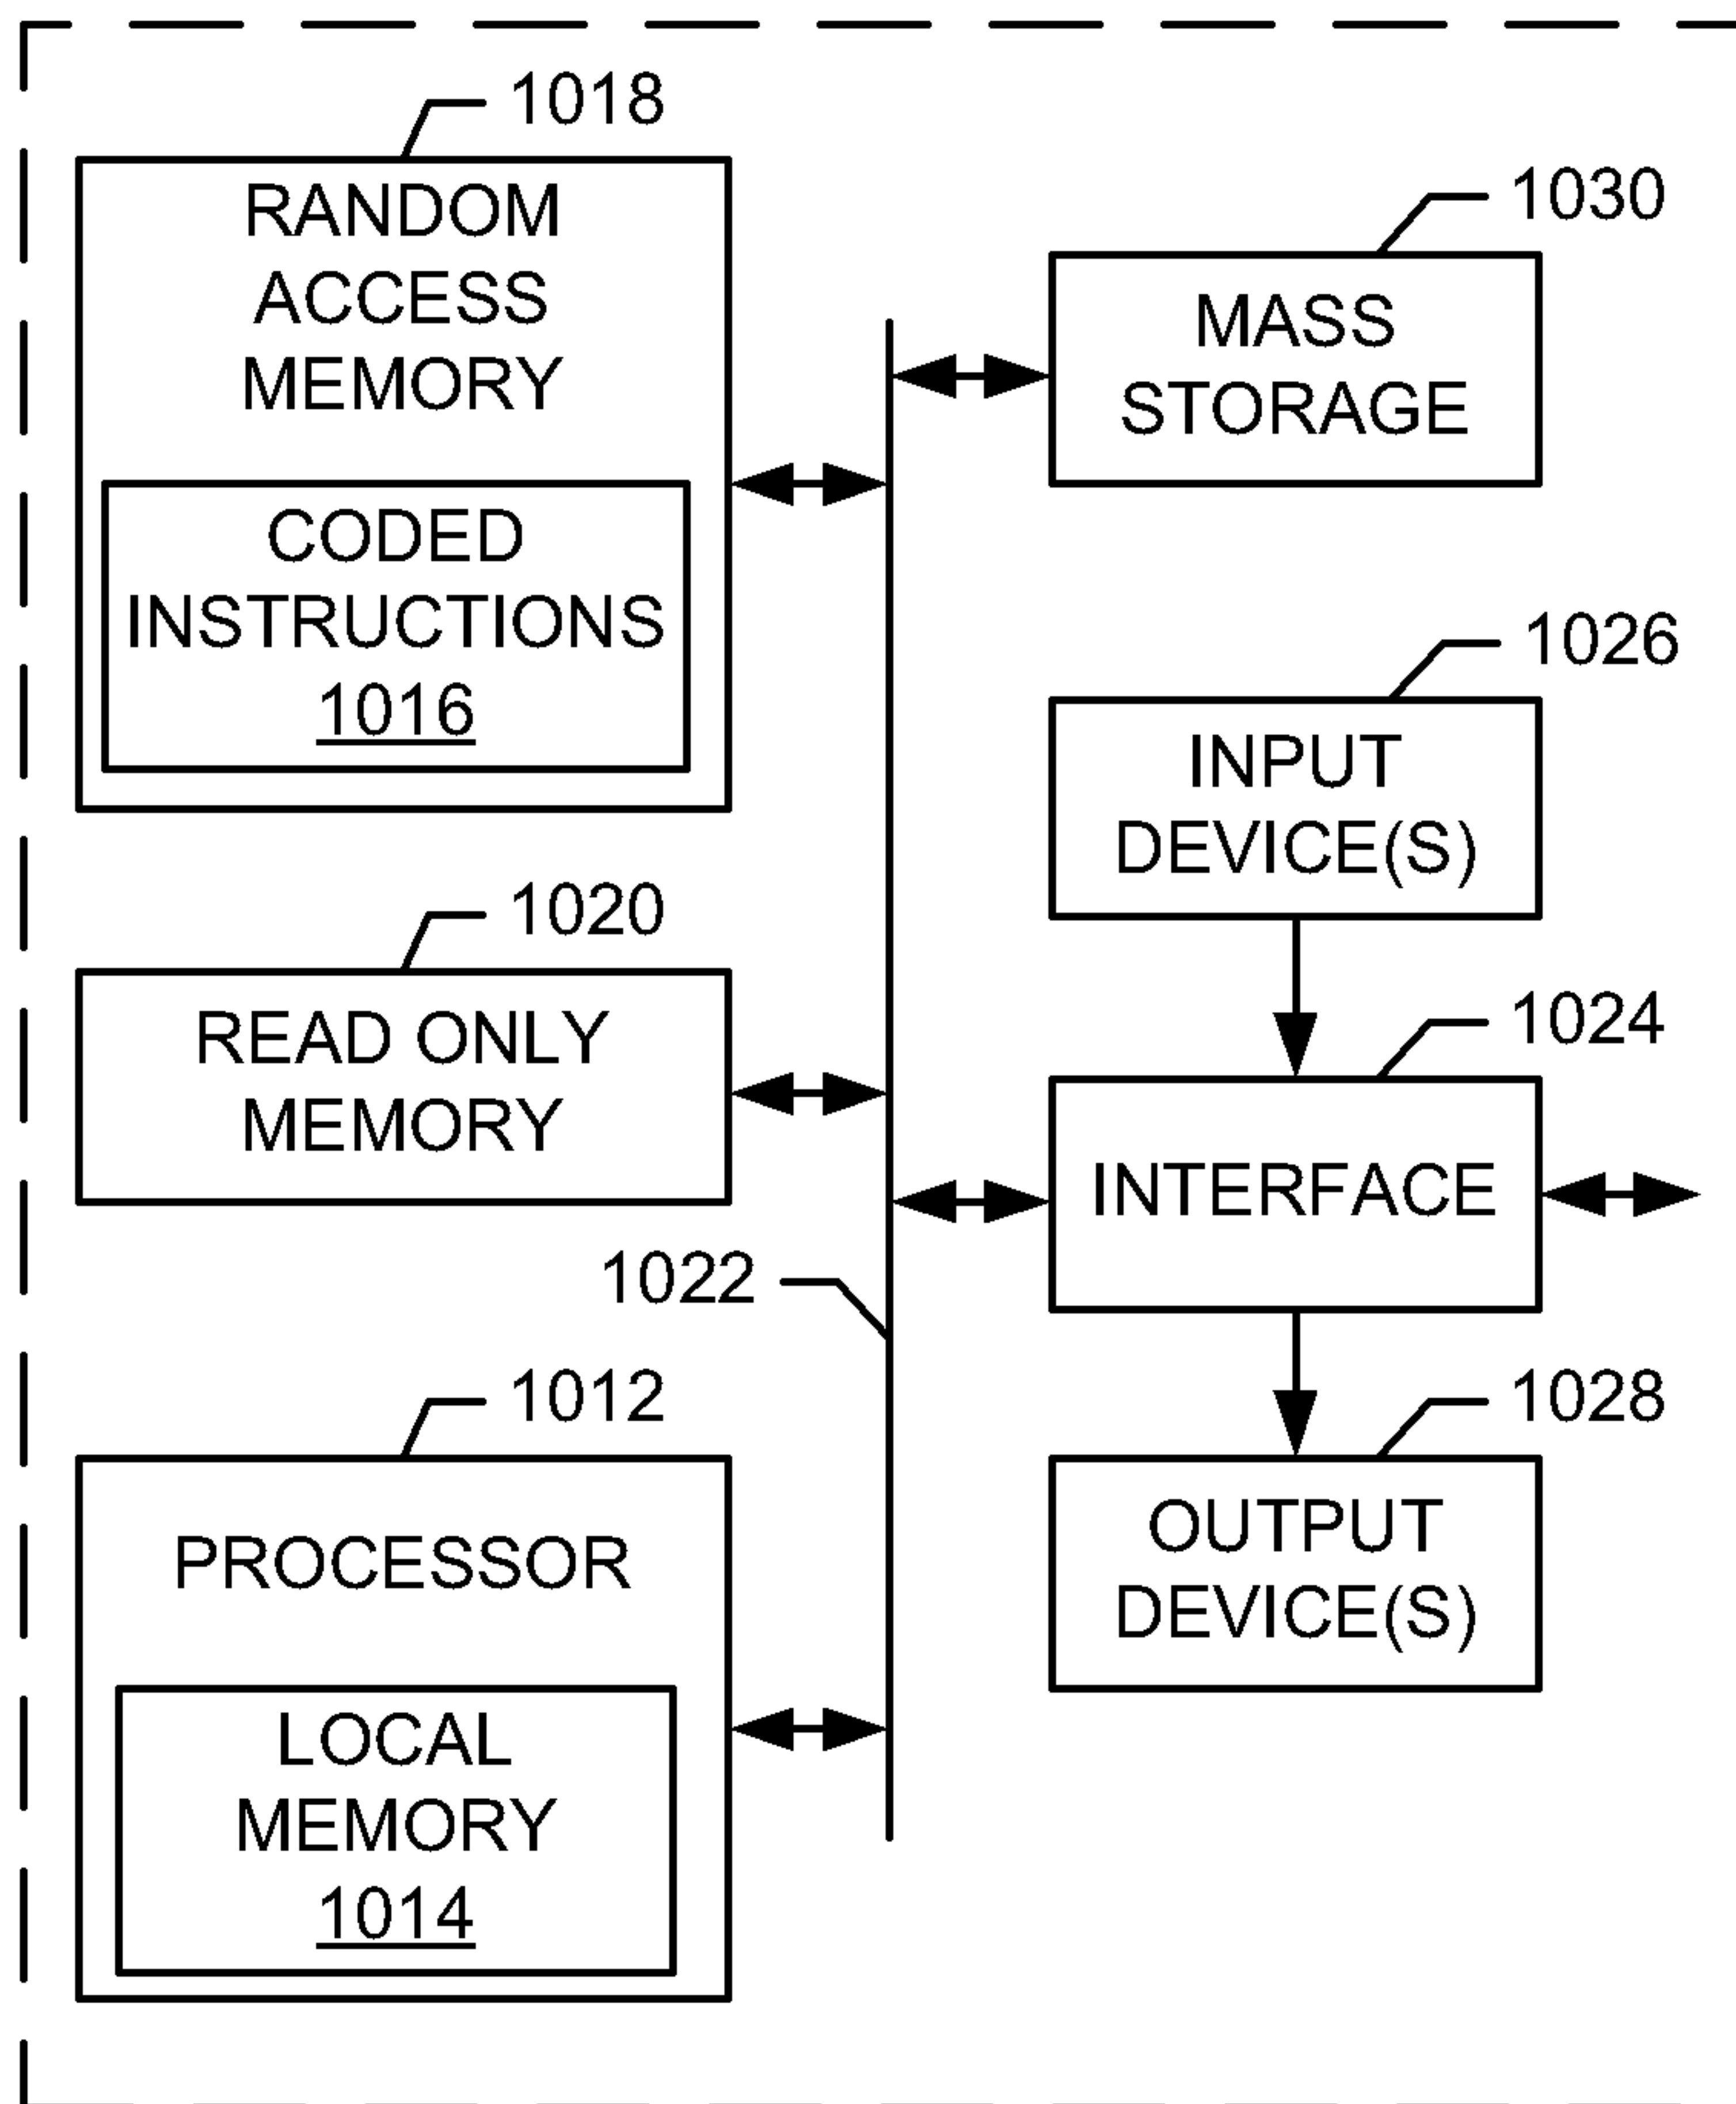 1018
RANDOM
ACCESS
MEMORY
CODED
INSTRUCTIONS
1016
1020
READ ONLY
MEMORY
1022
1012
PROCESSOR
LOCAL
MEMORY
1014
1030
MASS
STORAGE
1026
INPUT
DEVICE(S)
1024
INTERFACE
1028
OUTPUT
DEVICE(S)